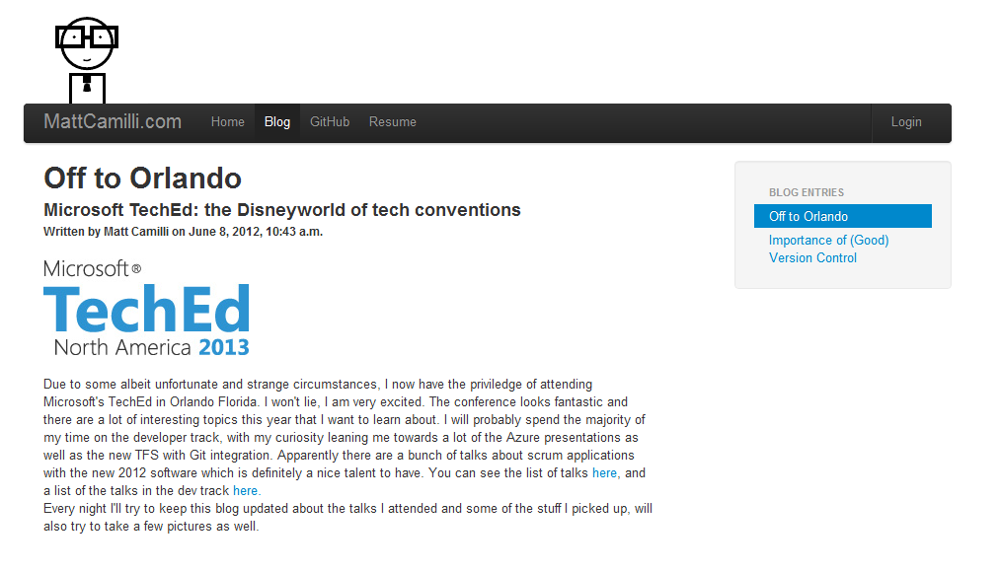 MattCamilli.com Home Blog GitHub Resume Login
Off to Orlando
Microsoft TechEd: the Disneyworld of tech conventions
Written by Matt Camilli on June 8, 2012, 10:43 a.m.
Microsoft ®
TechEd
North America 2013
Due to some albeit unfortunate and strange circumstances, I now have the priviledge of attending
Microsoft's TechEd in Orlando Florida. I won't lie, I am very excited. The conference looks fantastic and
there are a lot of interesting topics this year that I want to learn about. I will probably spend the majority of
my time on the developer track, with my curiosity leaning me towards a lot of the Azure presentations as
well as the new TFS with Git integration. Apparently there are a bunch of talks about scrum applications
with the new 2012 software which is definitely a nice talent to have. You can see the list of talks here, and
a list of the talks in the dev track here.
Every night I'll try to keep this blog updated about the talks I attended and some of the stuff I picked up, will
also try to take a few pictures as well.
BLOG ENTRIES
Off to Orlando
Importance of (Good)
Version Control